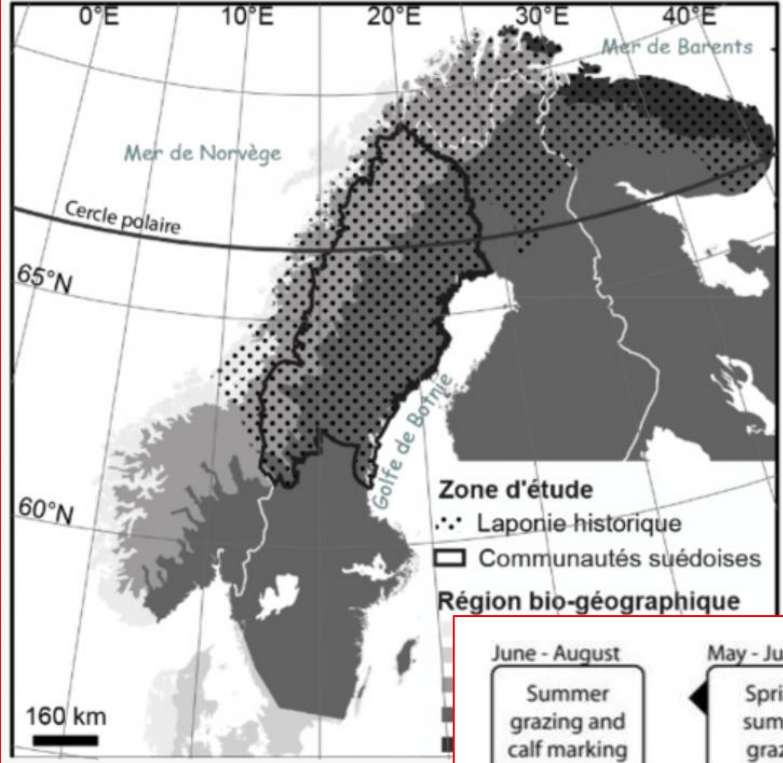 0°E 10°E 20°E 30°E 40°E
Mer de Barents
Mer de Norvège
Cercle polaire
65°N
Golfe de Botnie
60°N
Zone d'étude
Laponie historique
Communautés suédoises
Région bio-géographique
160 km
June - August
Summer
grazing and
calf marking
May -